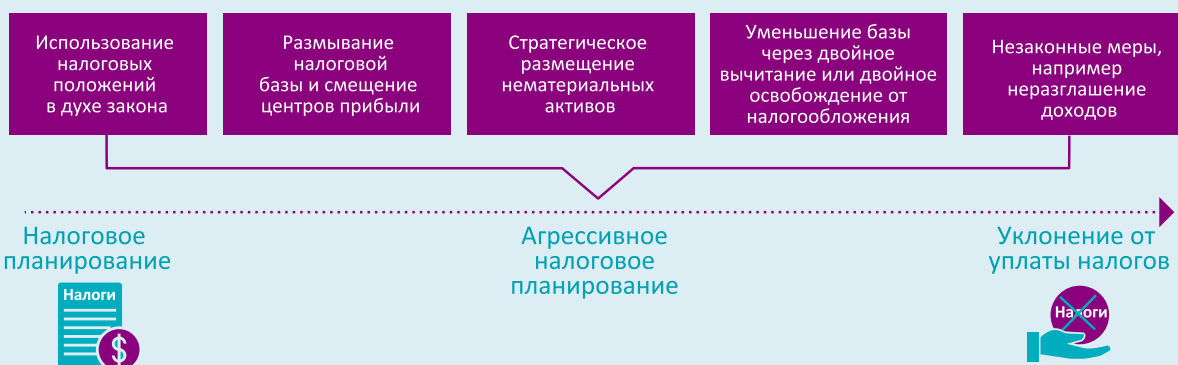 Использование
налоговых
положений
в духе закона
Размывание
налоговой
базы и смещение
центров прибыли
Стратегическое
размещение
нематериальных
активов
Уменьшение базы
через двойное
вычитание или двойное
освобождение от
налогообложения
Незаконные меры,
например
неразглашение
доходов
Налоговое
планирование
Агрессивное
налоговое
планирование
Уклонение от
уплаты налогов
Налоги
$
Налоги